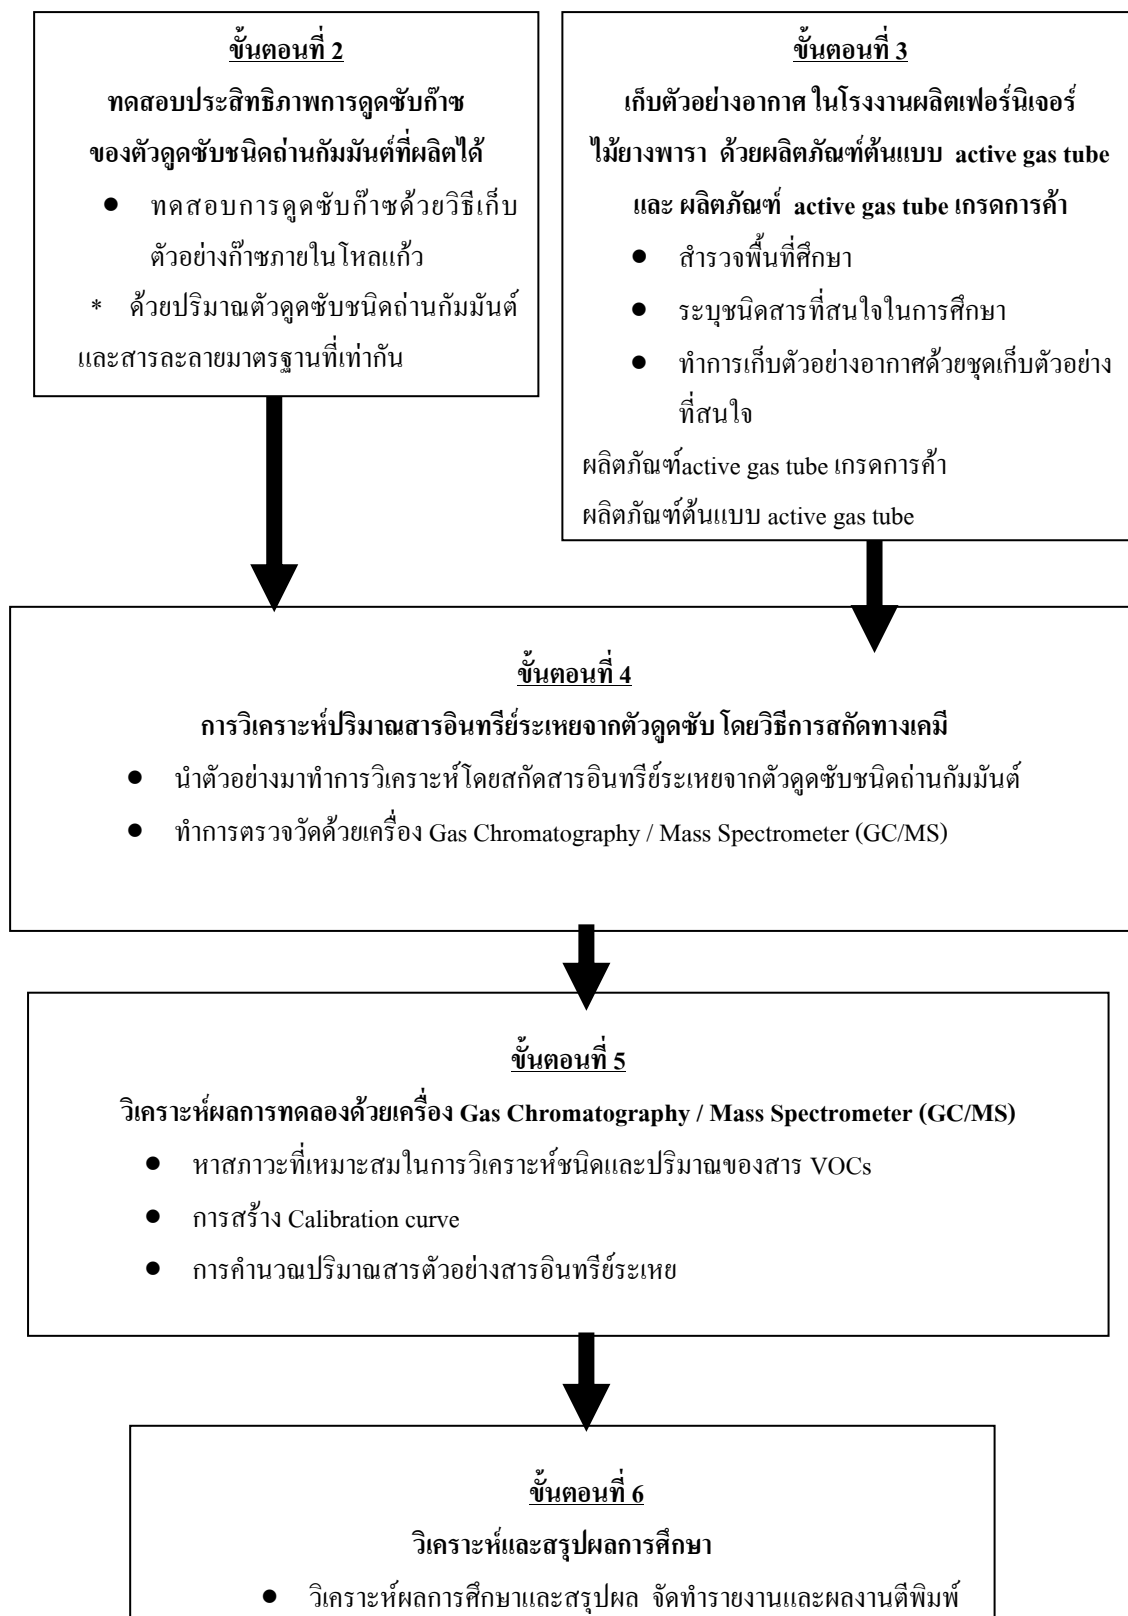 ขั้นตอนที่ 2
ทดสอบประสิทธิภาพการดูดซับก๊าซ
ของตัวดูดซับชนิดถ่านกัมมันต์ที่ผลิตได้
● ทดสอบการดูดซับก๊าซด้วยวิธีเก็บ
ตัวอย่างก๊าซภายในโหลแก้ว
* ด้วยปริมาณตัวดูดซับชนิดถ่านกัมมันต์
และสารละลายมาตรฐานที่เท่ากัน
ขั้นตอนที่ 3
เก็บตัวอย่างอากาศ ในโรงงานผลิตเฟอร์นิเจอร์
ไม้ยางพารา ด้วยผลิตภัณฑ์ต้นแบบ active gas tube
และ ผลิตภัณฑ์ active gas tube เกรดการค้า
● สำรวจพื้นที่ศึกษา
● ระบุชนิดสารที่สนใจในการศึกษา
● ทำการเก็บตัวอย่างอากาศด้วยชุดเก็บตัวอย่าง
ที่สนใจ
ผลิตภัณฑ์active gas tube เกรดการค้า
ผลิตภัณฑ์ต้นแบบ active gas tube
ขั้นตอนที่ 4
การวิเคราะห์ปริมาณสารอินทรีย์ระเหยจากตัวดูดซับ โดยวิธีการสกัดทางเคมี
● นำตัวอย่างมาทำการวิเคราะห์โดยสกัดสารอินทรีย์ระเหยจากตัวดูดซับชนิดถ่านกัมมันต์
● ทำการตรวจวัดด้วยเครื่อง Gas Chromatography / Mass Spectrometer (GC/MS)
ขั้นตอนที่ 5
วิเคราะห์ผลการทดลองด้วยเครื่อง Gas Chromatography / Mass Spectrometer (GC/MS)
● หาสภาวะที่เหมาะสมในการวิเคราะห์ชนิดและปริมาณของสาร VOCs
● การสร้าง Calibration curve
● การคำนวณปริมาณสารตัวอย่างสารอินทรีย์ระเหย
ขั้นตอนที่ 6
วิเคราะห์และสรุปผลการศึกษา
● วิเคราะห์ผลการศึกษาและสรุปผล จัดทำรายงานและผลงานตีพิมพ์